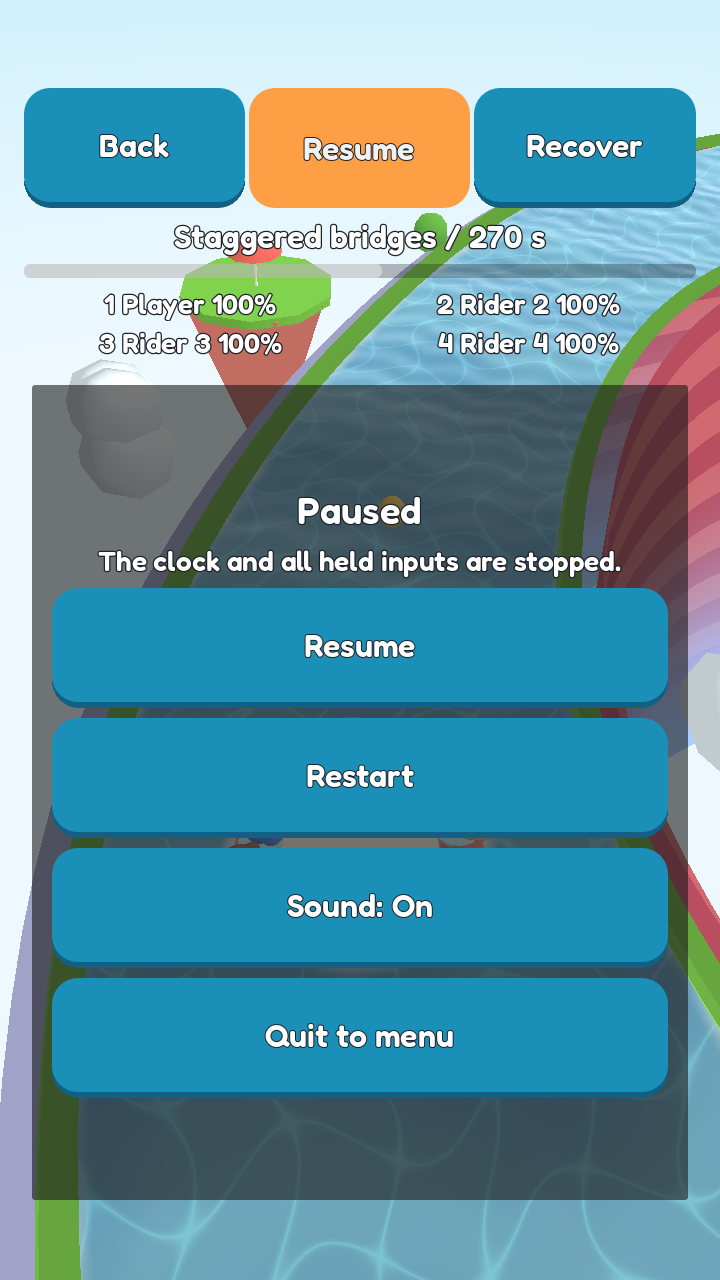 Back
Resume
Recover
Staggered bridges / 270 s
1 Player 100%
2 Rider 2 100%
3 Rider 3 100%
4 Rider 4 100%
Paused
The clock and all held inputs are stopped.
Resume
Restart
Sound: On
Quit to menu